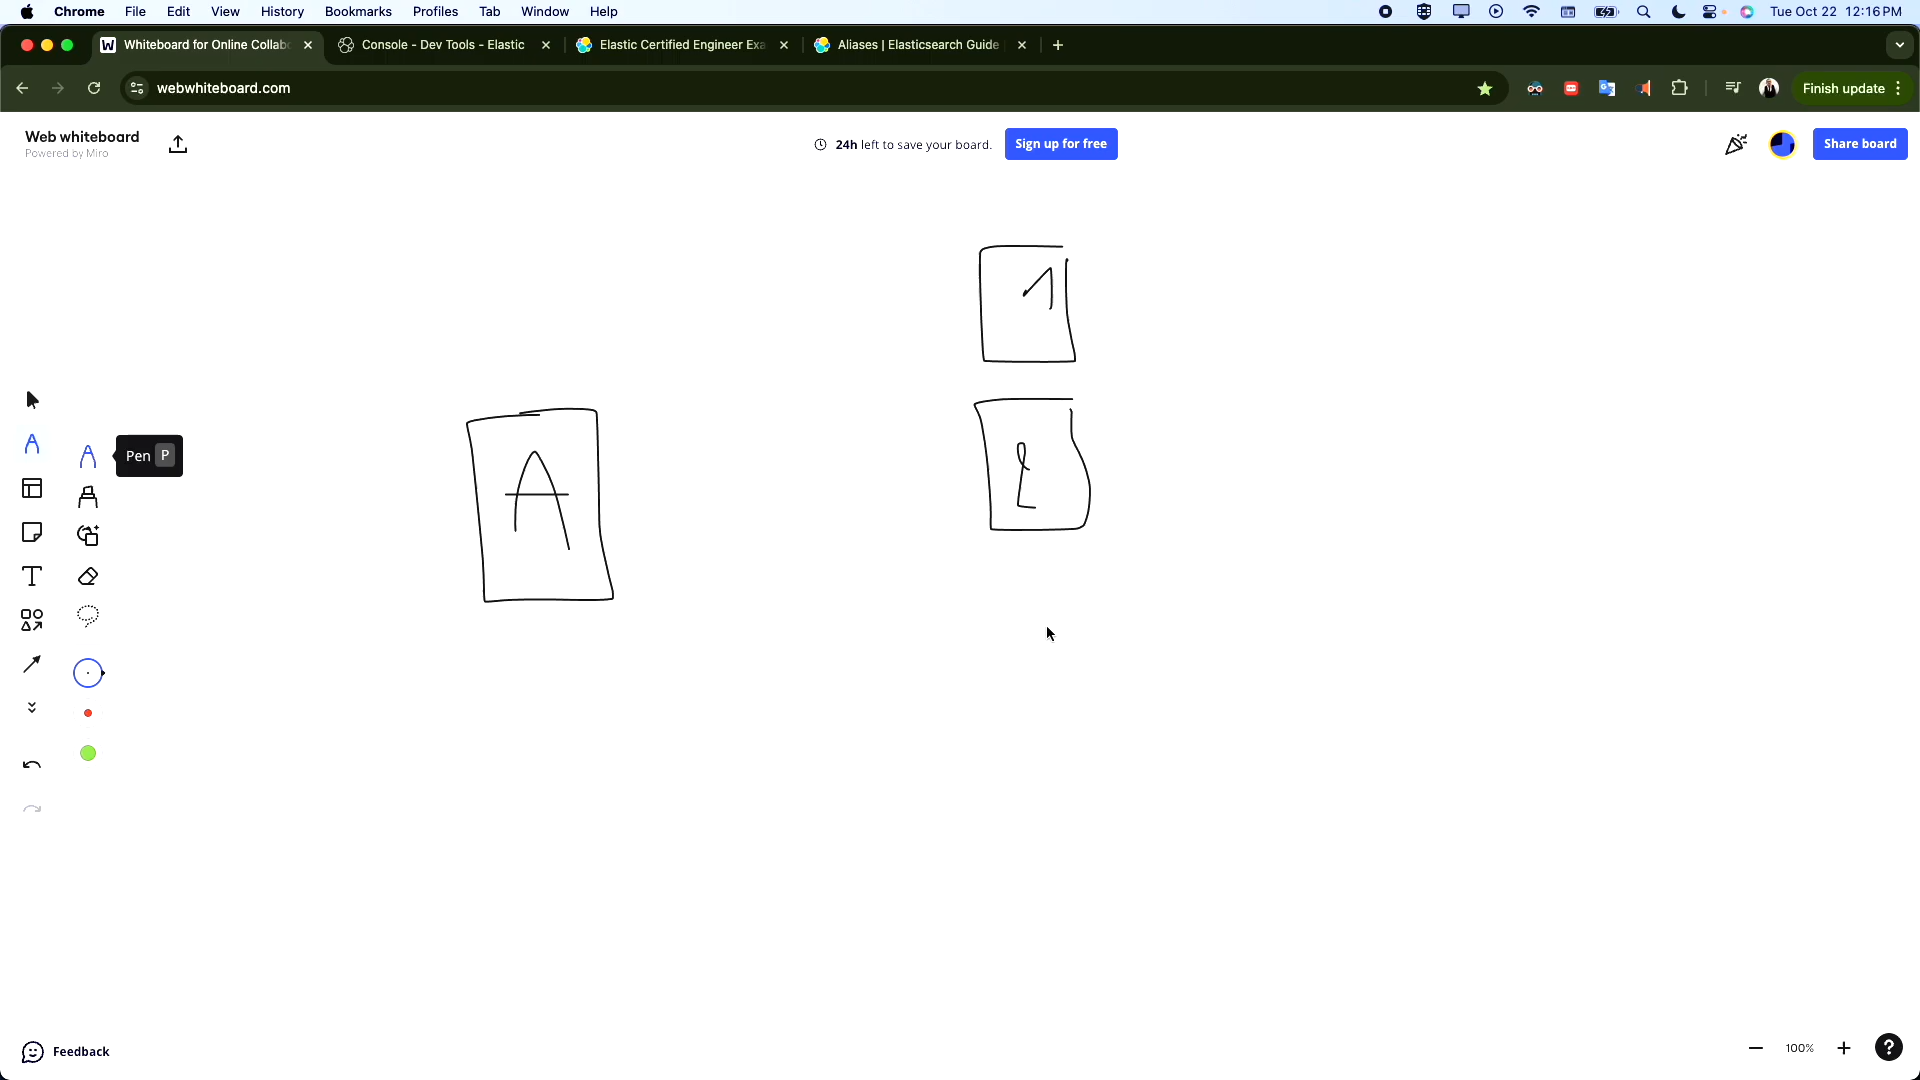 Chrome File Edit View History Bookmarks Profiles Tab Window Help Tue Oct 22 12:16 PM
Whiteboard for Online Collabo Console - Dev Tools - Elastic Elastic Certified Engineer Exa Aliases | Elasticsearch Guide
webwhiteboard.com Finish update
Web whiteboard
Powered by Miro
24h left to save your board. Sign up for free Share board
1
A
2
Pen P
Feedback
100%